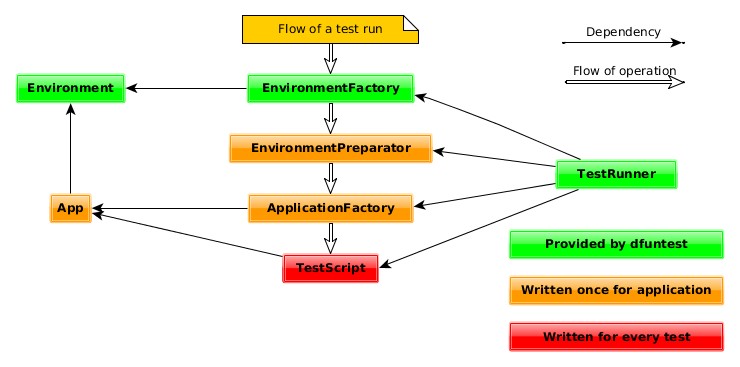 Flow of a test run
Dependency
Flow of operation
Environment
EnvironmentFactory
EnvironmentPreparator
TestRunner
App
ApplicationFactory
TestScript
Provided by dfuntest
Written once for application
Written for every test